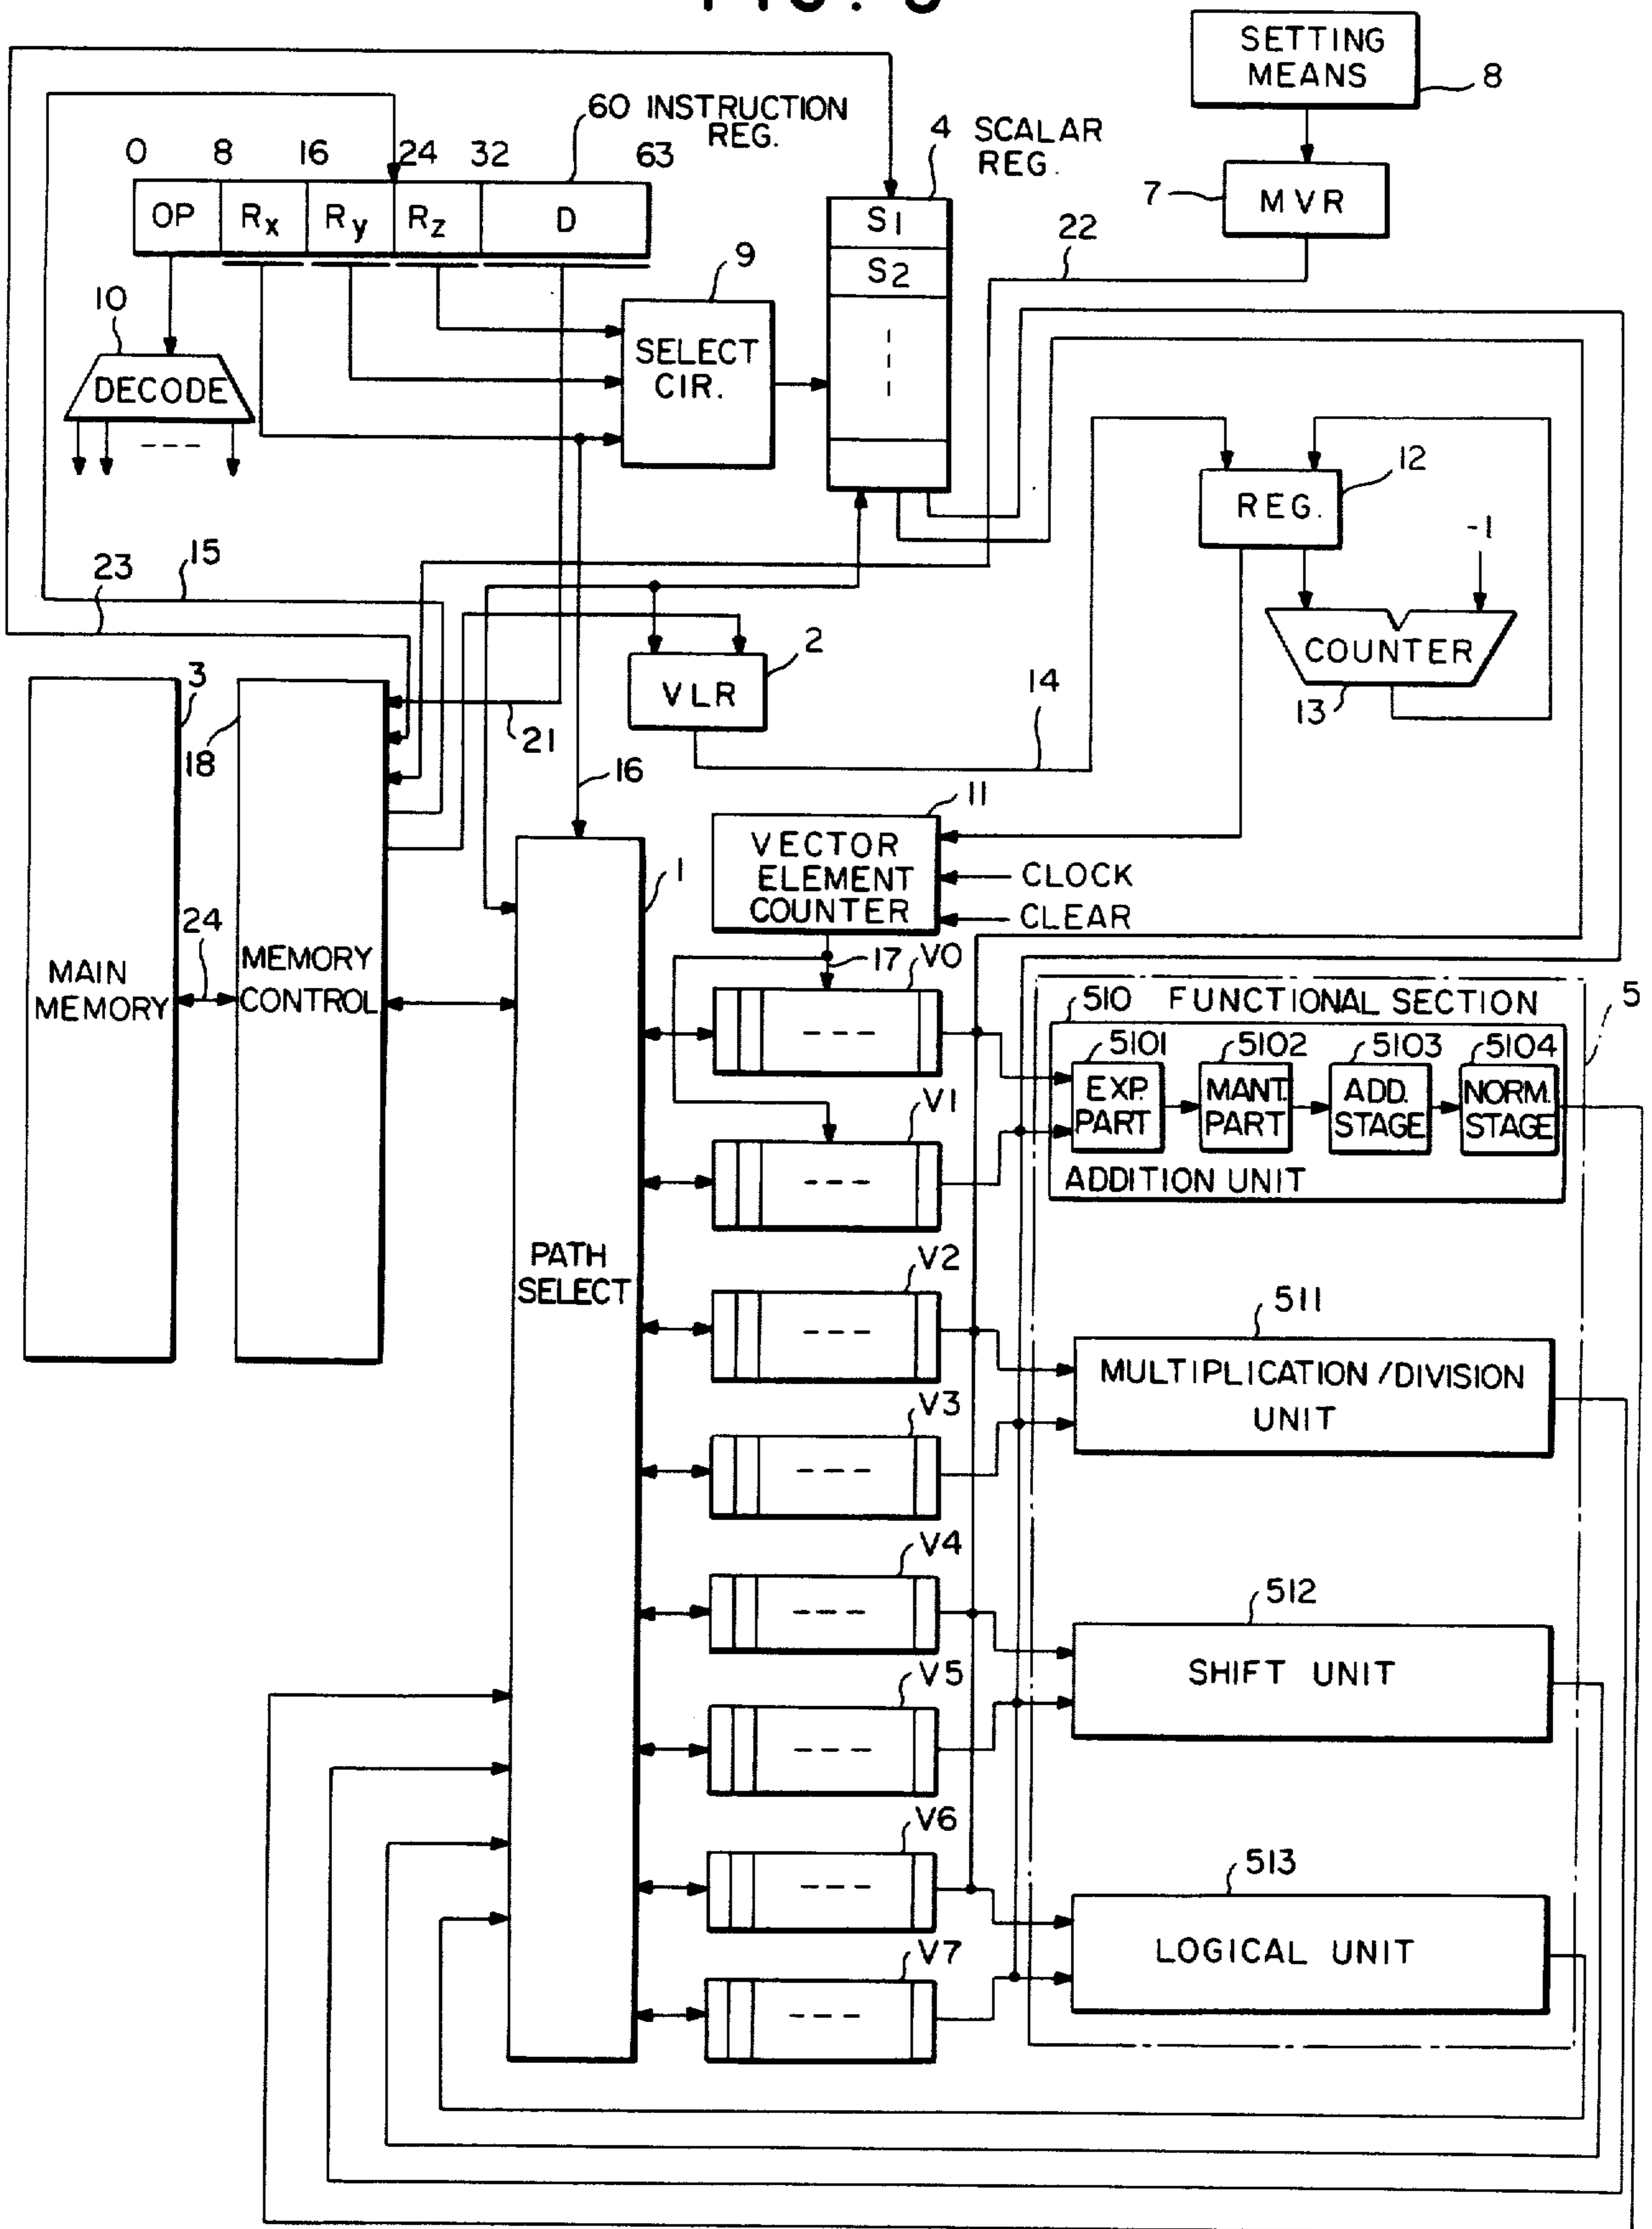 SETTING
MEANS
8
60 INSTRUCTION
REG.
4 SCALAR
REG.
0 8 16 24 32 63
OP Rx Ry Rz D
S1
S2
7
MVR
22
9
10
DECODE
SELECT
CIR.
12
REG.
-1
COUNTER
13
23
15
2
VLR
14
3
18
21
16
11
VECTOR
ELEMENT
COUNTER
CLOCK
CLEAR
1
24
MAIN
MEMORY
MEMORY
CONTROL
17
V0
510 FUNCTIONAL SECTION
5
5101 5102 5103 5104
EXP.
PART
MANT.
PART
ADD.
STAGE
NORM.
STAGE
ADDITION UNIT
V1
PATH
SELECT
V2
511
MULTIPLICATION/DIVISION
UNIT
V3
V4
512
SHIFT UNIT
V5
V6
513
LOGICAL UNIT
V7